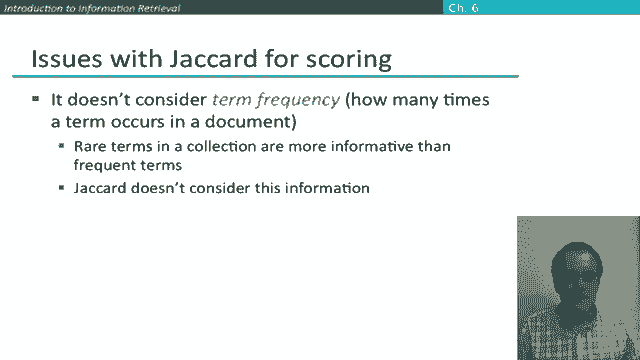 Introduction to Information Retrieval
Ch. 6
Issues with Jaccard for scoring
It doesn't consider term frequency (how many times
a term occurs in a document)
Rare terms in a collection are more informative than
frequent terms
Jaccard doesn't consider this information